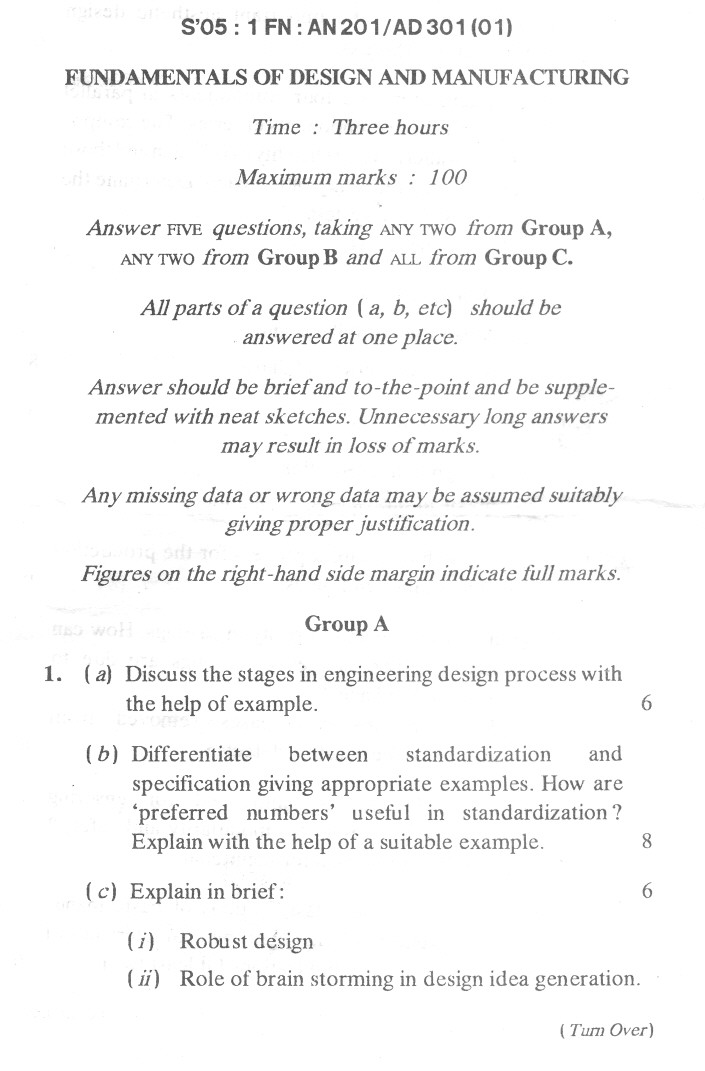 S'05 : 1 FN : AN 201/AD 301 (01)
FUNDAMENTALS OF DESIGN AND MANUFACTURING
Time : Three hours
Maximum marks : 100
Answer FIVE questions, taking ANY TWO from Group A,
ANY TWO from Group B and ALL from Group C.
All parts of a question ( a, b, etc) should be
answered at one place.
Answer should be brief and to-the-point and be supple-
mented with neat sketches. Unnecessary long answers
may result in loss of marks.
Any missing data or wrong data may be assumed suitably
giving proper justification.
Figures on the right-hand side margin indicate full marks.
Group A
1. (a) Discuss the stages in engineering design process with
the help of example. 6
(b) Differentiate between standardization and
specification giving appropriate examples. How are
'preferred numbers' useful in standardization?
Explain with the help of a suitable example. 8
(c) Explain in brief: 6
(i) Robust design
(ii) Role of brain storming in design idea generation.
( Turn Over)